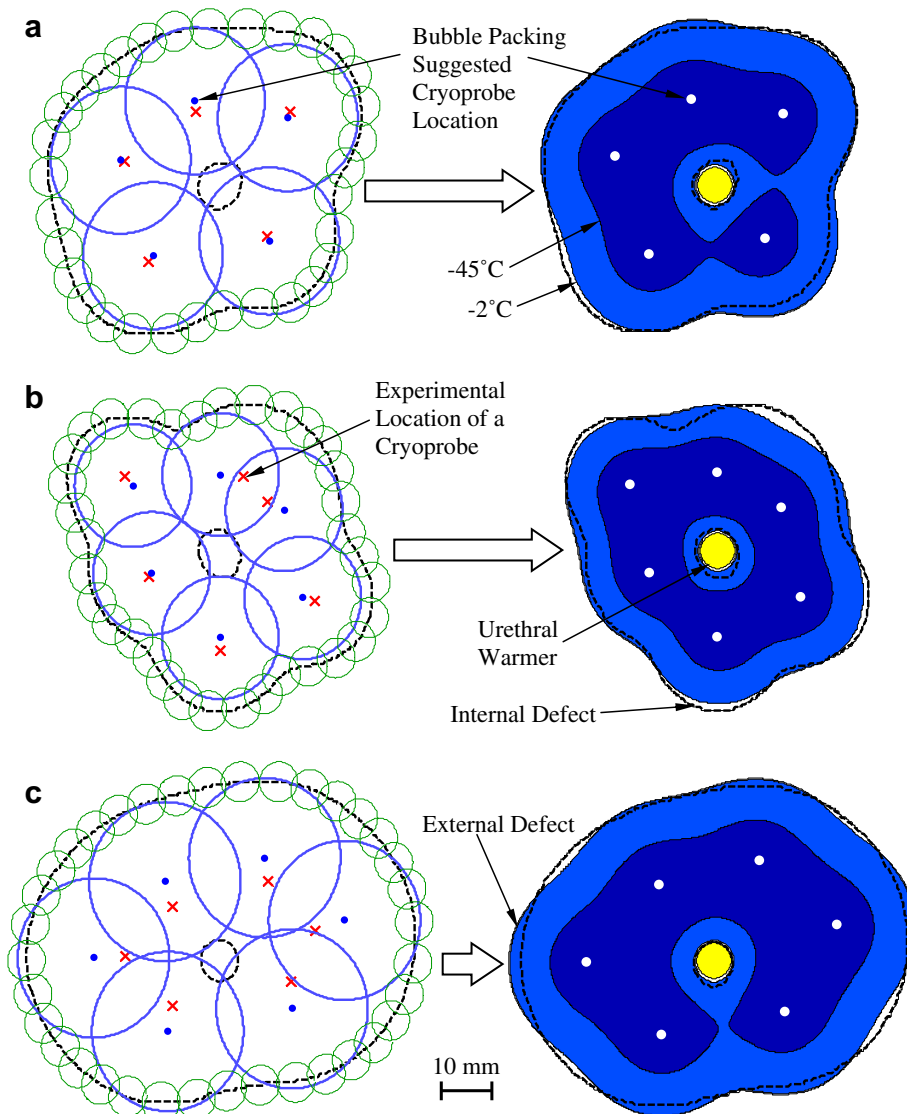 a
Bubble Packing
Suggested
Cryoprobe
Location
-45°C
-2°C
b
Experimental
Location of a
Cryoprobe
Urethral
Warmer
Internal Defect
c
External Defect
10 mm